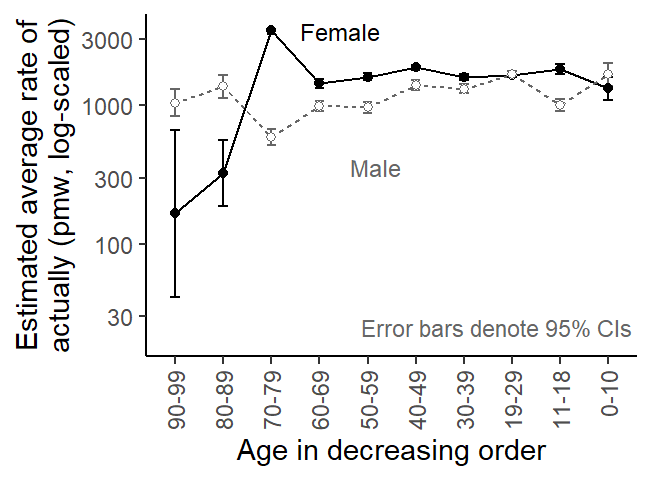 Estimated average rate of
actually (pmw, log-scaled)
3000
1000
300
100
30
Female
Male
Error bars denote 95% CIs
90-99
80-89
70-79
60-69
50-59
40-49
30-39
19-29
11-18
0-10
Age in decreasing order